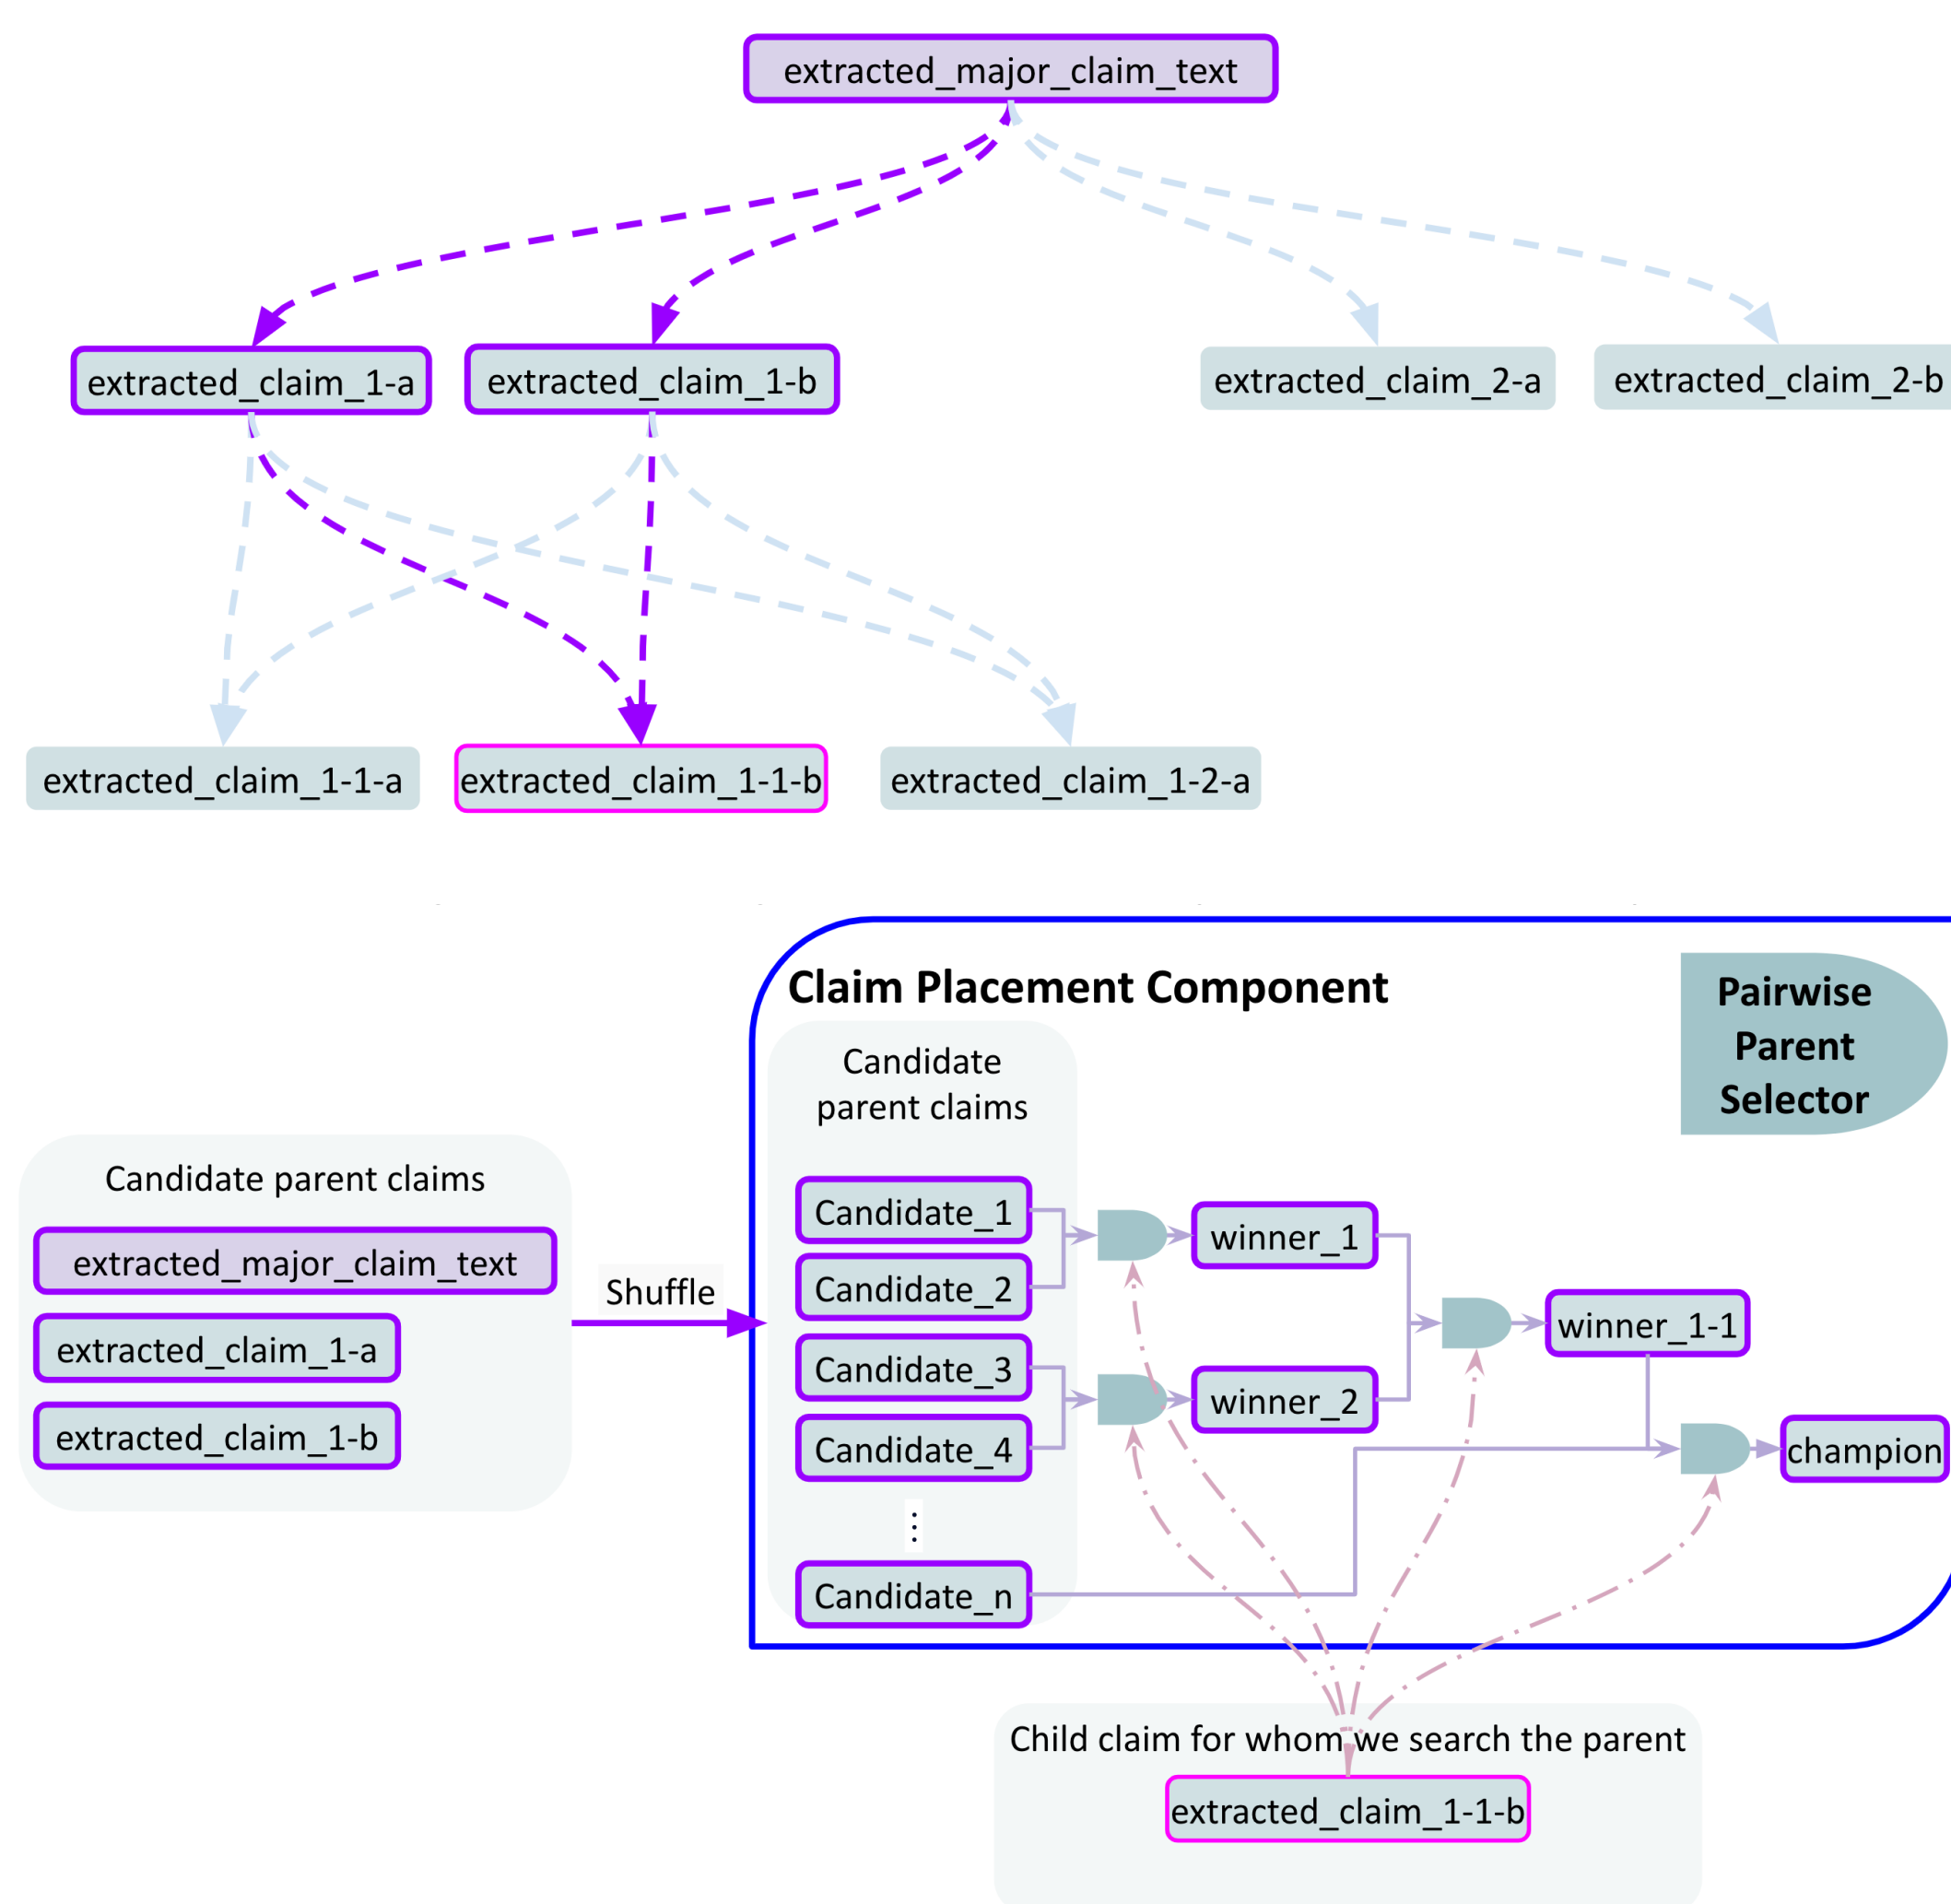 extracted_major_claim_text
extracted_claim_1-a
extracted_claim_1-b
extracted_claim_2-a
extracted_claim_2-b
extracted_claim_1-1-a
extracted_claim_1-1-b
extracted_claim_1-2-a
Claim Placement Component
Pairwise
Parent
Selector
Candidate
parent claims
Candidate parent claims
extracted_major_claim_text
extracted_claim_1-a
extracted_claim_1-b
Shuffle
Candidate_1
Candidate_2
Candidate_3
Candidate_4
⋮
Candidate_n
winner_1
winner_2
winner_1-1
champion
Child claim for whom we search the parent
extracted_claim_1-1-b